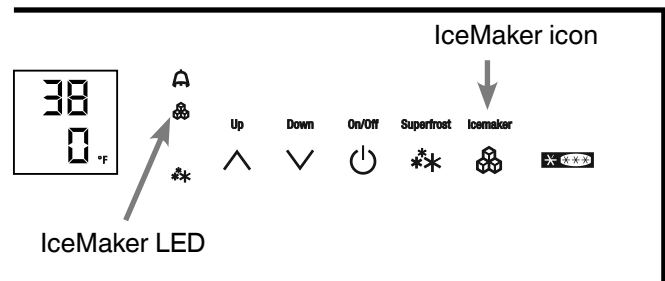 IceMaker icon
38
0 °F
Up Down On/Off Superfrost Icemaker
IceMaker LED